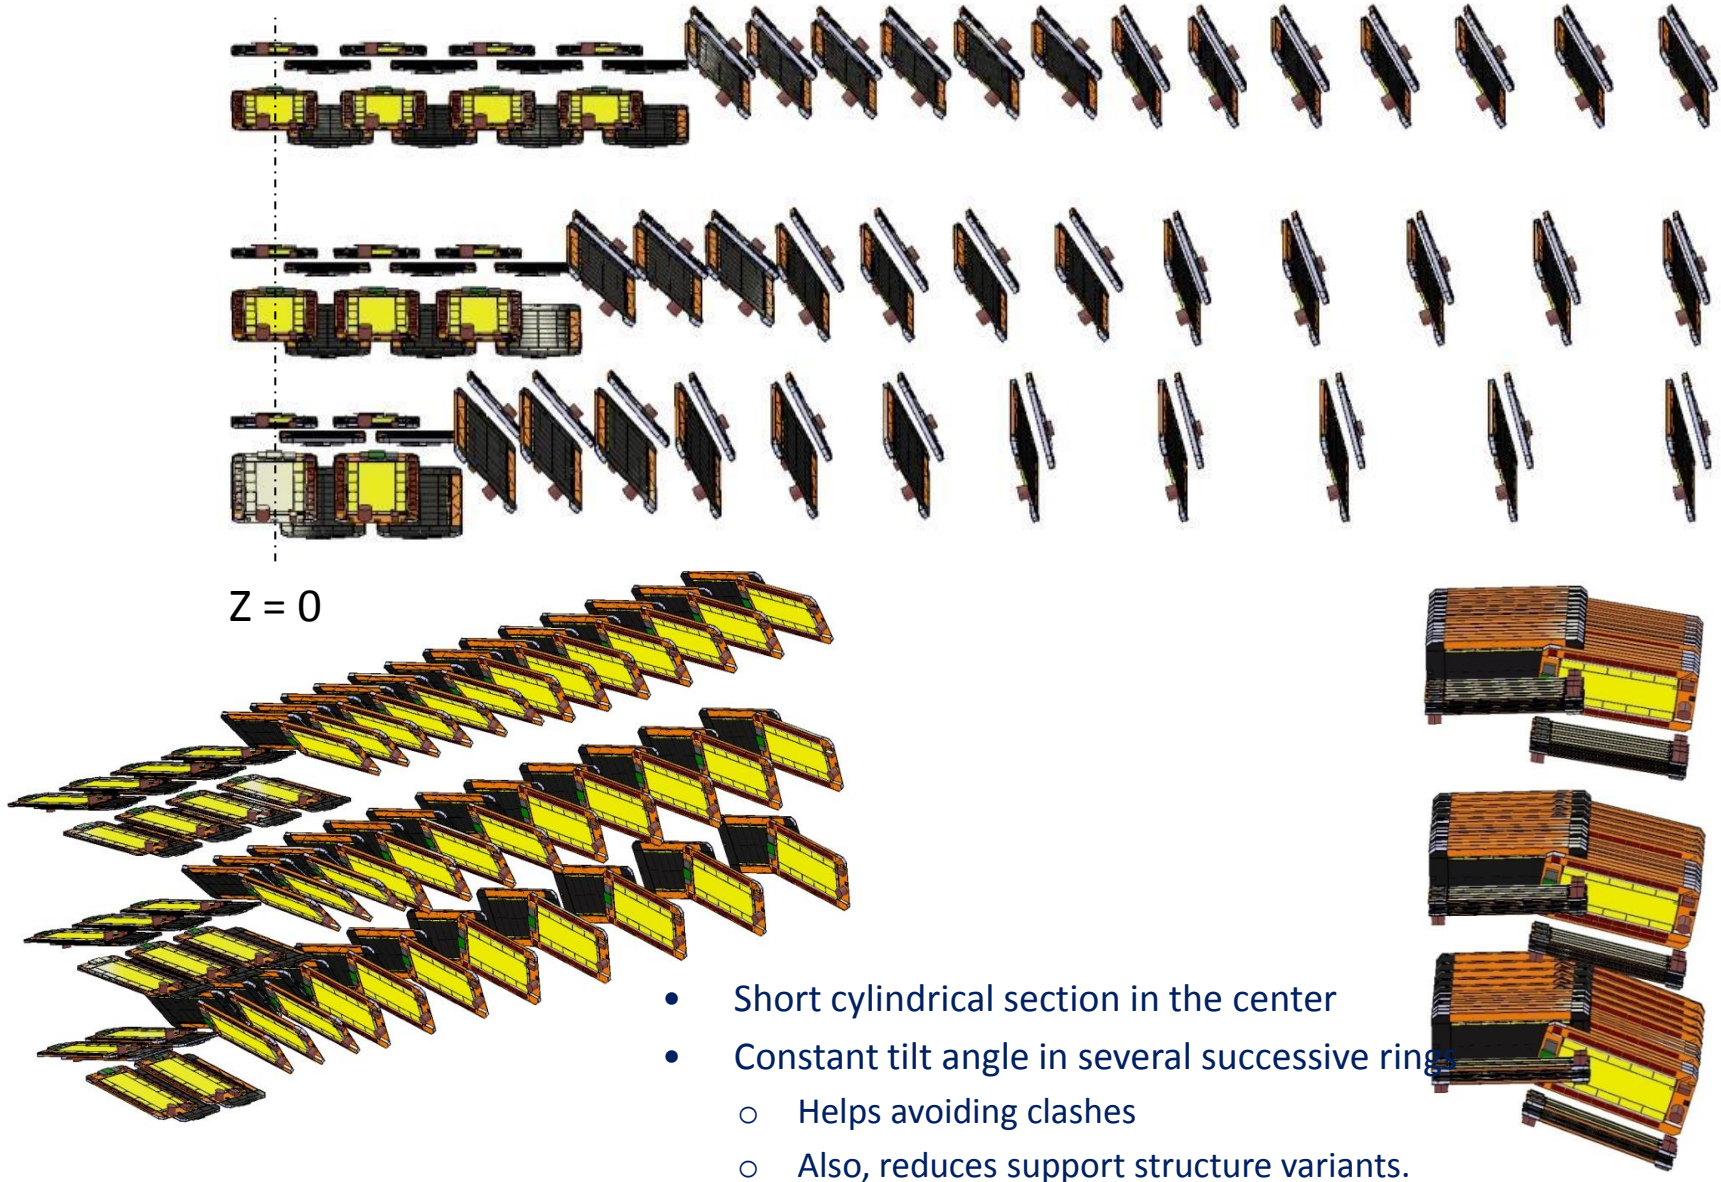 Z = 0
• Short cylindrical section in the center
• Constant tilt angle in several successive rings
o Helps avoiding clashes
o Also, reduces support structure variants.